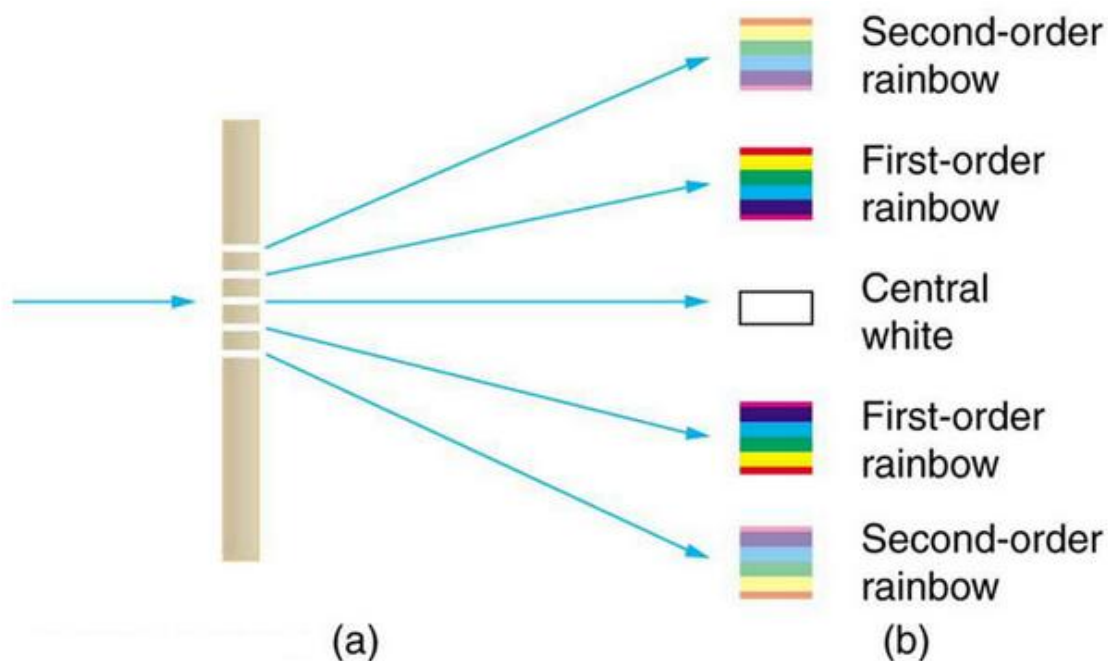 Second-order
rainbow
First-order
rainbow
Central
white
First-order
rainbow
Second-order
rainbow
(a)
(b)